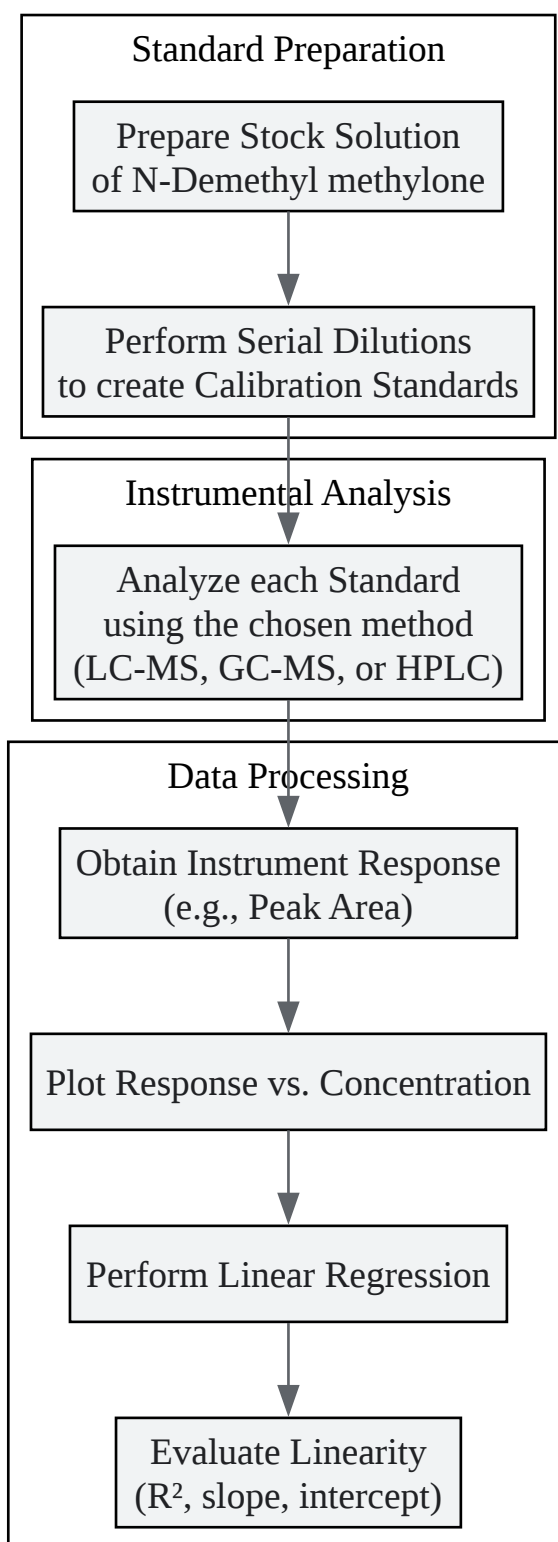 Standard Preparation
Prepare Stock Solution
of N-Demethyl methylone
Perform Serial Dilutions
to create Calibration Standards
Instrumental Analysis
Analyze each Standard
using the chosen method
(LC-MS, GC-MS, or HPLC)
Data Processing
Obtain Instrument Response
(e.g., Peak Area)
Plot Response vs. Concentration
Perform Linear Regression
Evaluate Linearity
(R², slope, intercept)